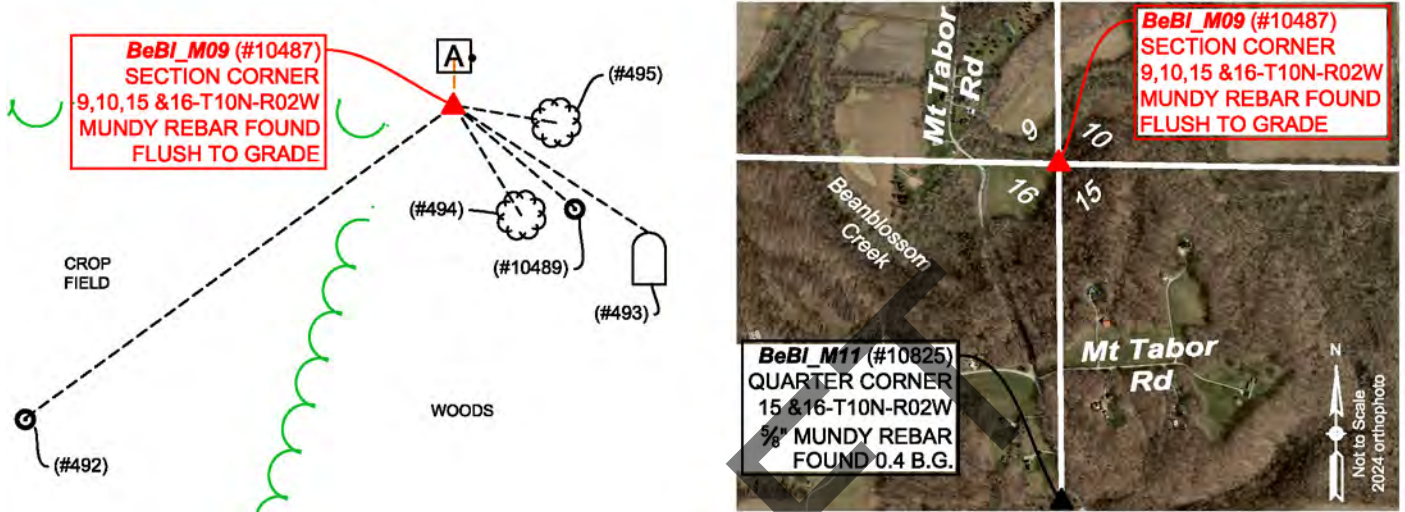 BeBI_M09 (#10487)
SECTION CORNER
9,10,15 &16-T10N-R02W
MUNDY REBAR FOUND
FLUSH TO GRADE
A
(#495)
(#494)
(#10489)
(#493)
CROP
FIELD
WOODS
(#492)
Mt Tabor
Rd
BeBI_M09 (#10487)
SECTION CORNER
9,10,15 &16-T10N-R02W
MUNDY REBAR FOUND
FLUSH TO GRADE
9
10
16
15
Beanblossom
Creek
BeBI_M11 (#10825)
QUARTER CORNER
15 &16-T10N-R02W
⅝" MUNDY REBAR
FOUND 0.4 B.G.
Mt Tabor
Rd
N
Not to Scale
2024 orthophoto